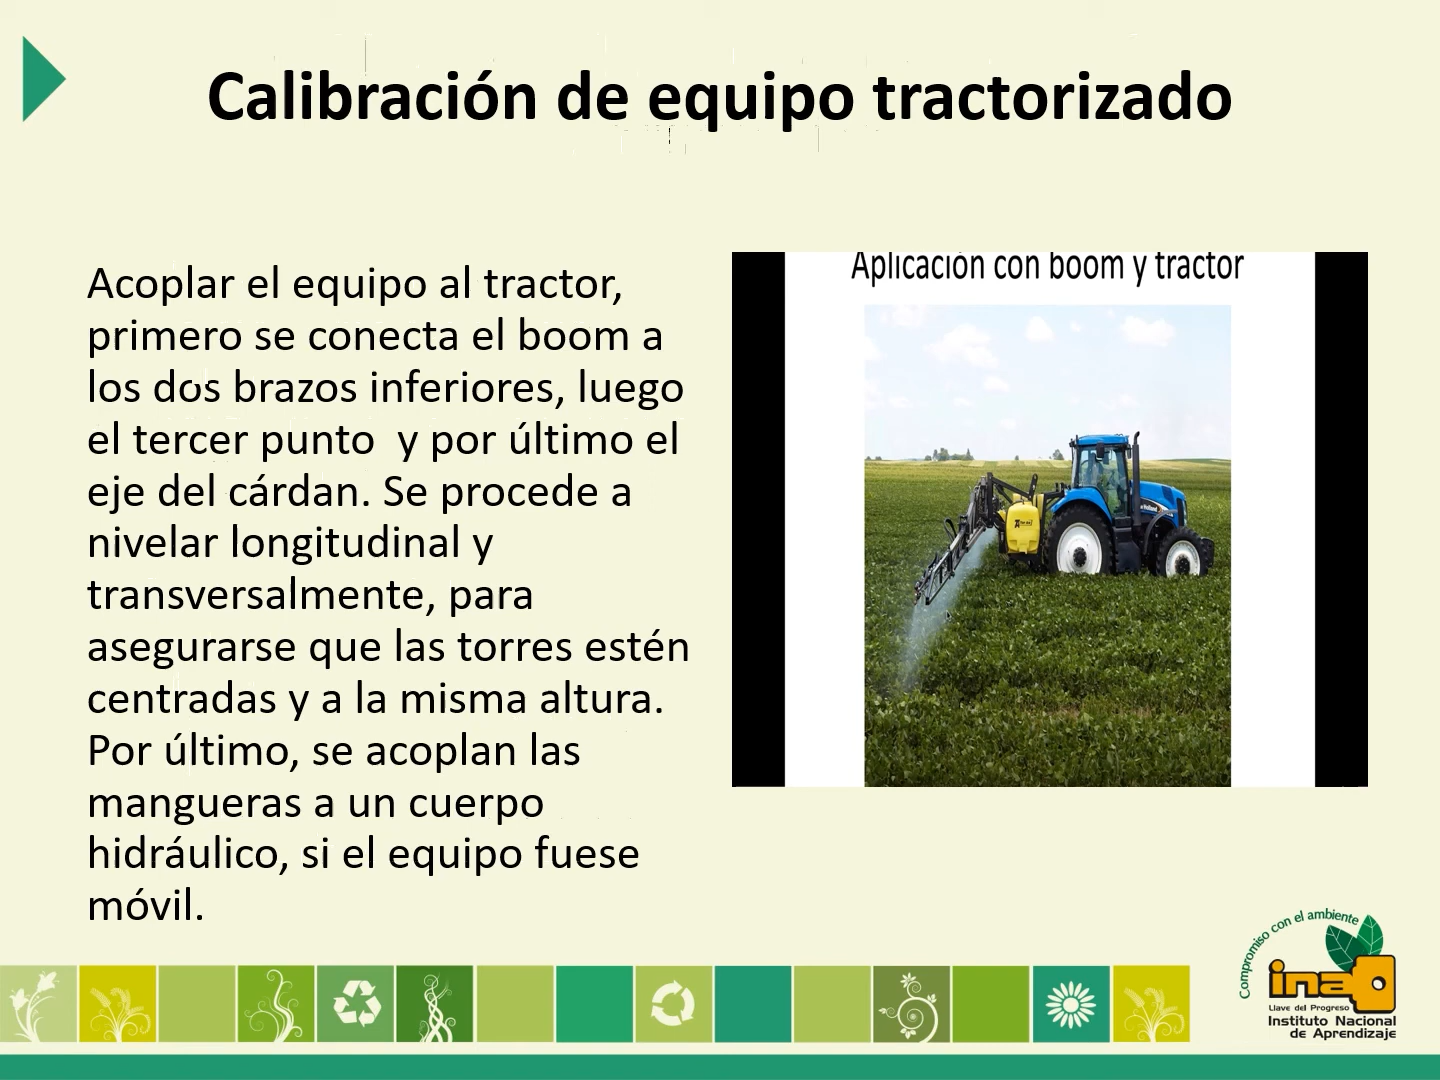 Calibración de equipo tractorizado
Acoplar el equipo al tractor,
primero se conecta el boom a
los dos brazos inferiores, luego
el tercer punto  y por último el
eje del cárdan. Se procede a
nivelar longitudinal y
transversalmente, para
asegurarse que las torres estén
centradas y a la misma altura.
Por último, se acoplan las
mangueras a un cuerpo
hidráulico, si el equipo fuese
móvil.
Aplicación con boom y tractor
Compromiso con el ambiente
ina
Llave del Progreso
Instituto Nacional
de Aprendizaje